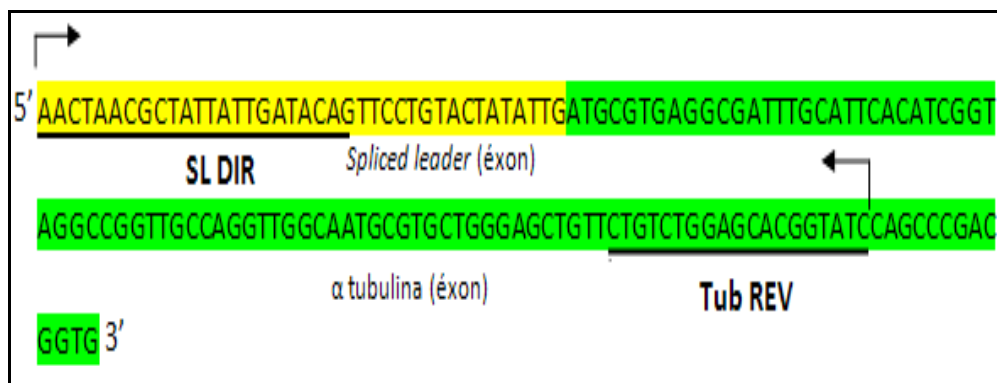 5′ AACTAACGCTATTATTGATACAGTTCCTGTACTATATTGATGCGTGAGGCGATTTGCATTCACATCGGT
SL DIR
Spliced leader (éxon)
AGGCCGGTTGCCAGGTTGGCAATGCGTGCTGGGAGCTGTTCTGTCTGGAGCACGGTATCCAGCCCGAC
α tubulina (éxon)
Tub REV
GGTG 3′